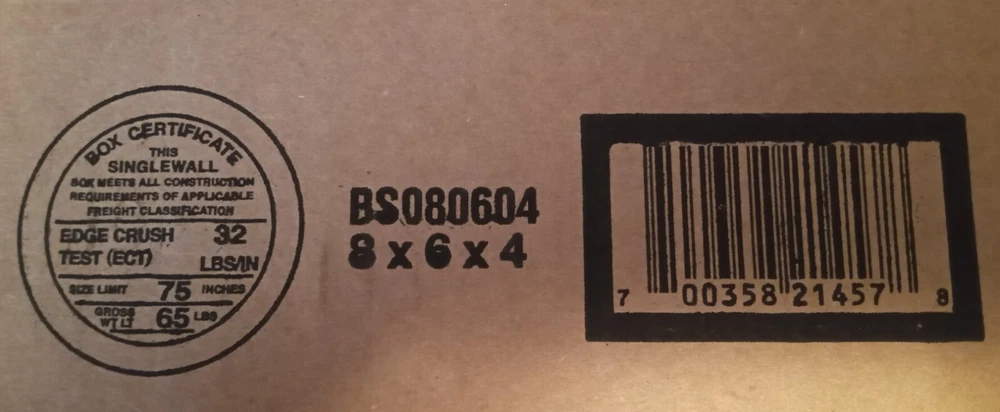 BOX CERTIFICATE
THIS
SINGLEWALL
BOX MEETS ALL CONSTRUCTION
REQUIREMENTS OF APPLICABLE
FREIGHT CLASSIFICATION
EDGE CRUSH 32
TEST (ECT) LBS/IN
SIZE LIMIT 75 INCHES
GROSS
WT LT 65 LBS
BS080604
8 x 6 x 4
7 00358 21457 8